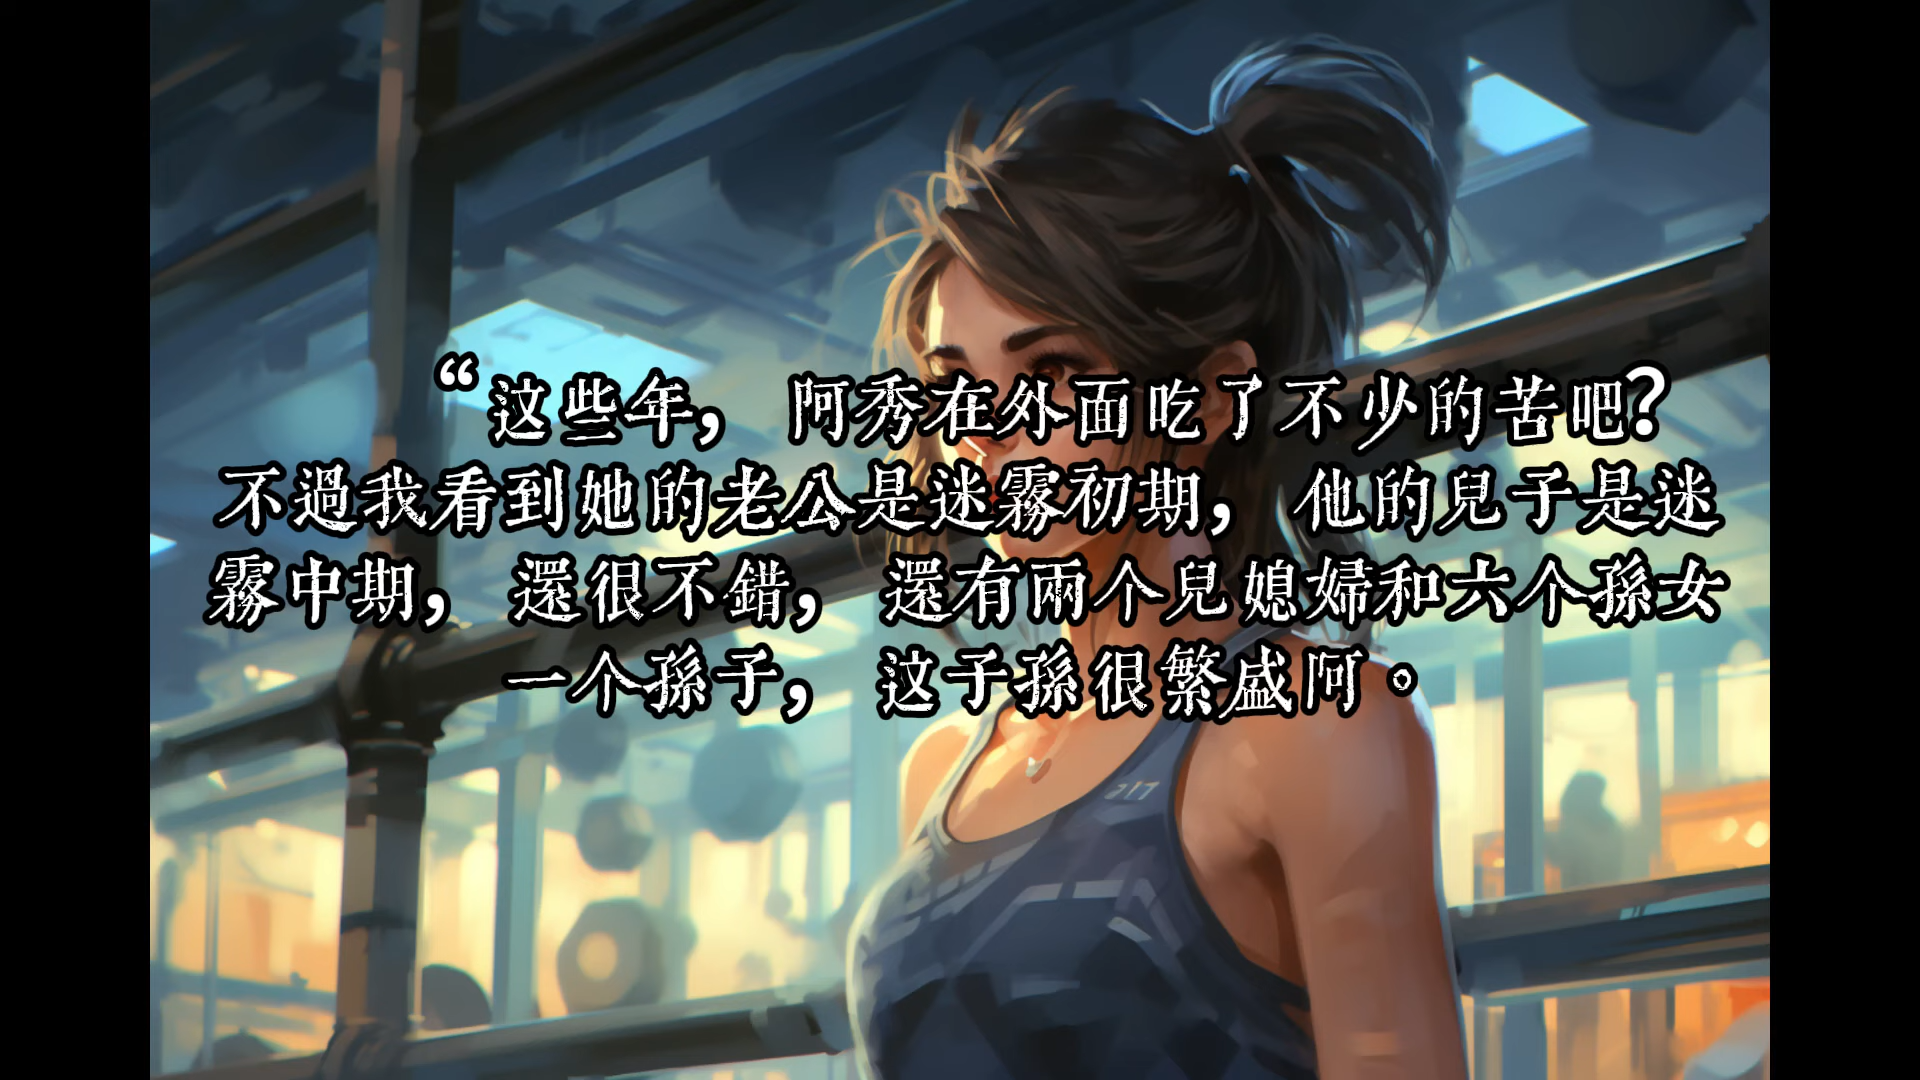 “这些年，阿秀在外面吃了不少的苦吧？
不過我看到她的老公是迷霧初期，他的兒子是迷
霧中期，還很不錯，還有兩个兒媳婦和六个孫女
一个孫子，这子孫很繁盛阿。
217